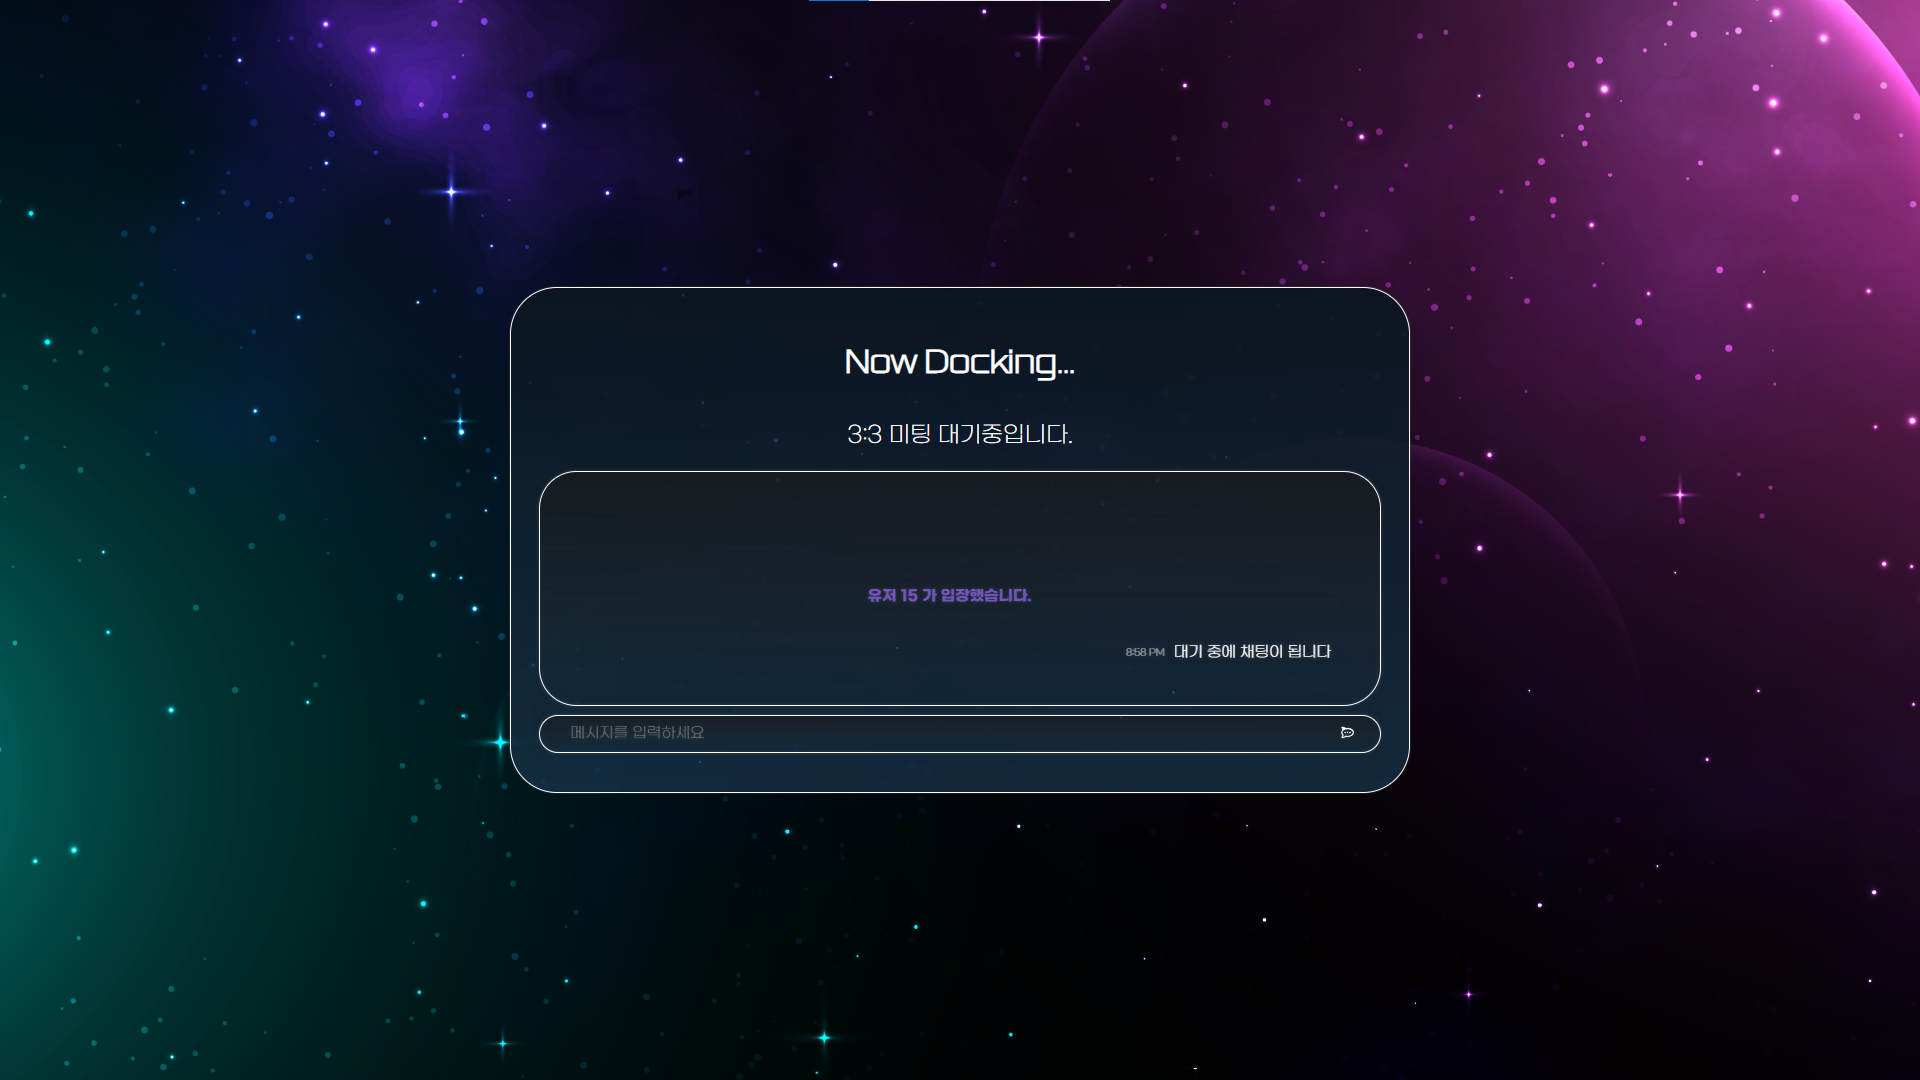 Now Docking...
3:3 미팅 대기중입니다.
유저 15 가 입장했습니다.
8:58 PM 대기 중에 채팅이 됩니다
메시지를 입력하세요